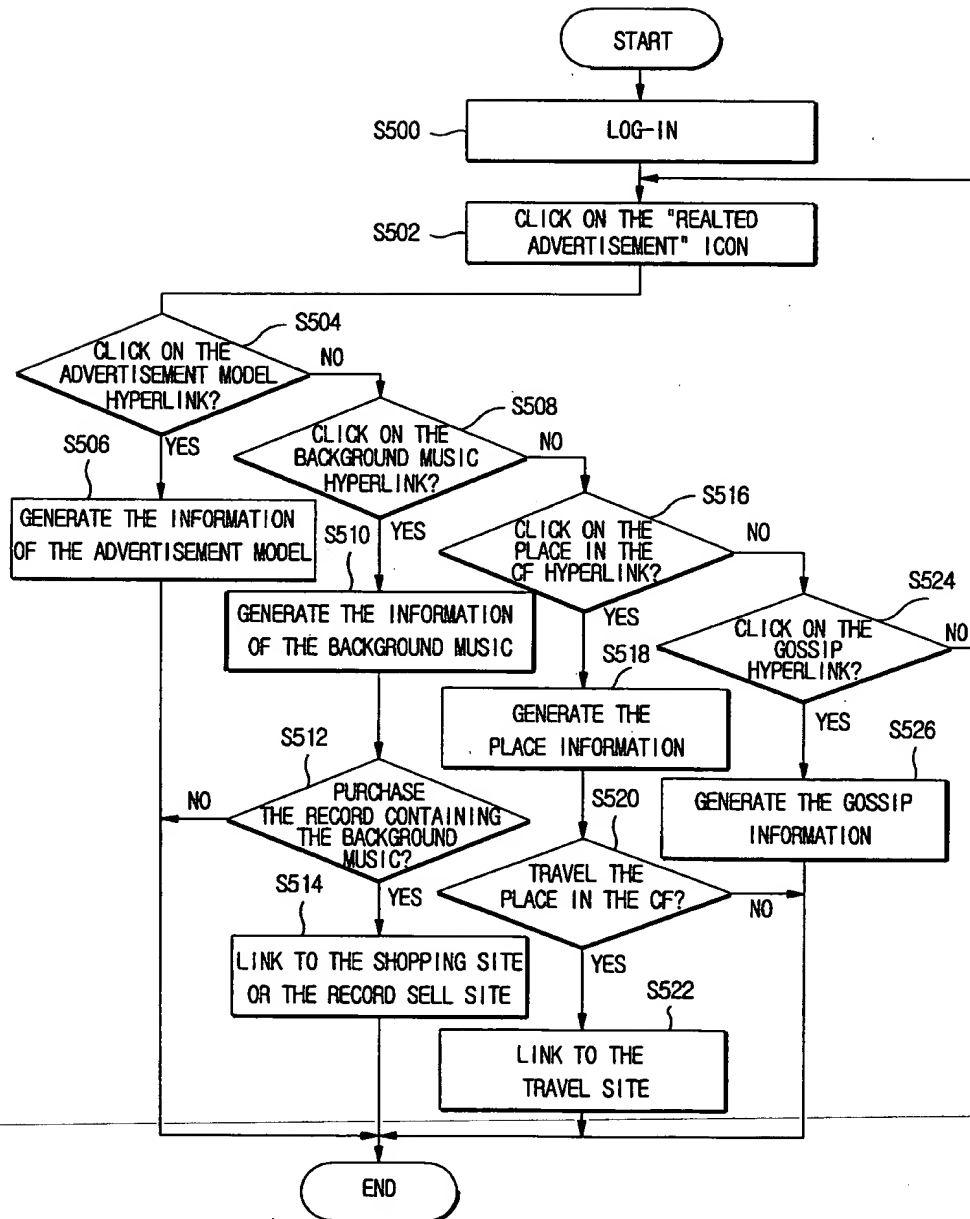 START
S500
LOG-IN
S502
CLICK ON THE "REALTED
ADVERTISEMENT" ICON
S504
CLICK ON THE
ADVERTISEMENT MODEL
HYPERLINK?
NO
YES
S506
GENERATE THE INFORMATION
OF THE ADVERTISEMENT MODEL
S508
CLICK ON THE
BACKGROUND MUSIC
HYPERLINK?
NO
YES
S510
GENERATE THE INFORMATION
OF THE BACKGROUND MUSIC
S512
PURCHASE
THE RECORD CONTAINING
THE BACKGROUND
MUSIC?
NO
YES
S514
LINK TO THE SHOPPING SITE
OR THE RECORD SELL SITE
S516
CLICK ON THE
PLACE IN THE
CF HYPERLINK?
NO
YES
S518
GENERATE THE
PLACE INFORMATION
S520
TRAVEL THE
PLACE IN THE CF?
NO
YES
S522
LINK TO THE
TRAVEL SITE
S524
CLICK ON THE
GOSSIP
HYPERLINK?
NO
YES
S526
GENERATE THE GOSSIP
INFORMATION
END